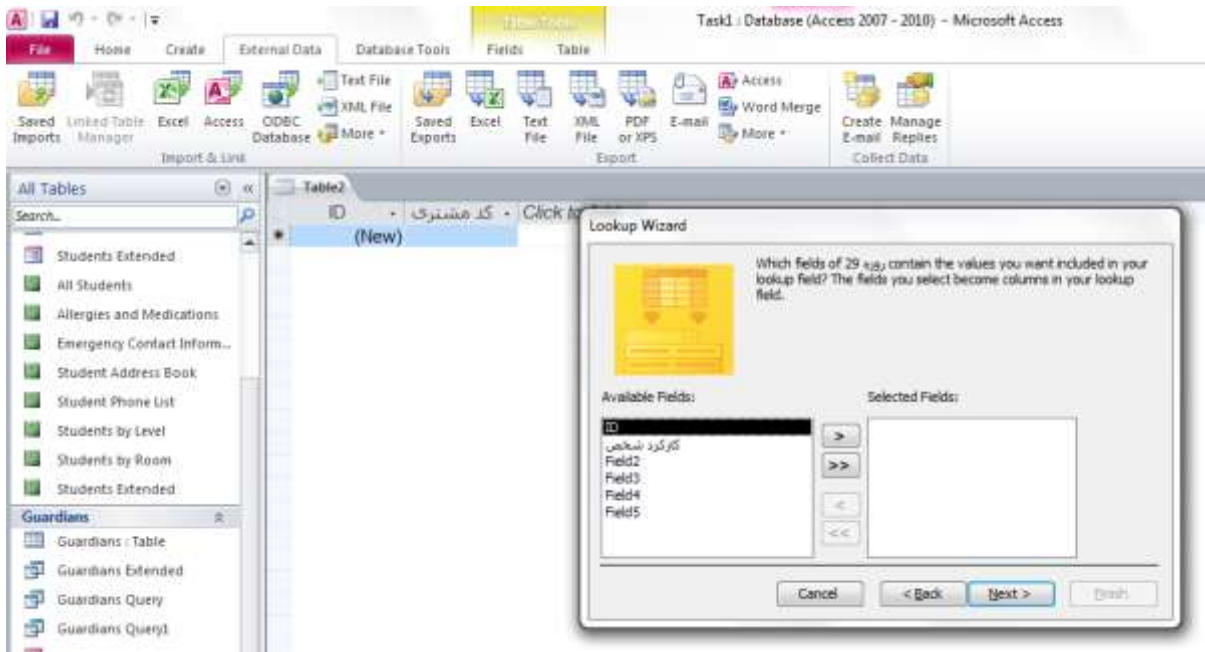 Task1 : Database (Access 2007 - 2010) - Microsoft Access
Table Tools
File Home Create External Data Database Tools Fields Table
Saved Imports
Linked Table Manager
Excel
Access
ODBC Database
Text File
XML File
More
Import & Link
Saved Exports
Excel
Text File
XML File
PDF or XPS
E-mail
Access
Word Merge
More
Export
Create E-mail
Manage Replies
Collect Data
All Tables
Search...
Students Extended
All Students
Allergies and Medications
Emergency Contact Inform...
Student Address Book
Student Phone List
Students by Level
Students by Room
Students Extended
Guardians
Guardians : Table
Guardians Extended
Guardians Query
Guardians Query1
Table2
ID کد مشتری Click to
(New)
Lookup Wizard
Which fields of 29 روزه contain the values you want included in your
lookup field? The fields you select become columns in your lookup
field.
Available Fields:
Selected Fields:
ID
کارکرد شخص
Field2
Field3
Field4
Field5
>
>>
<
<<
Cancel < Back Next > Finish